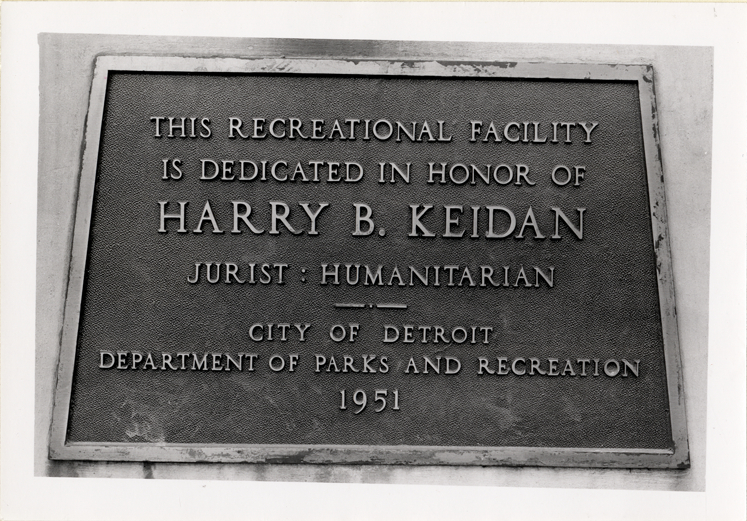 THIS RECREATIONAL FACILITY
IS DEDICATED IN HONOR OF
HARRY B. KEIDAN
JURIST : HUMANITARIAN
CITY OF DETROIT
DEPARTMENT OF PARKS AND RECREATION
1951